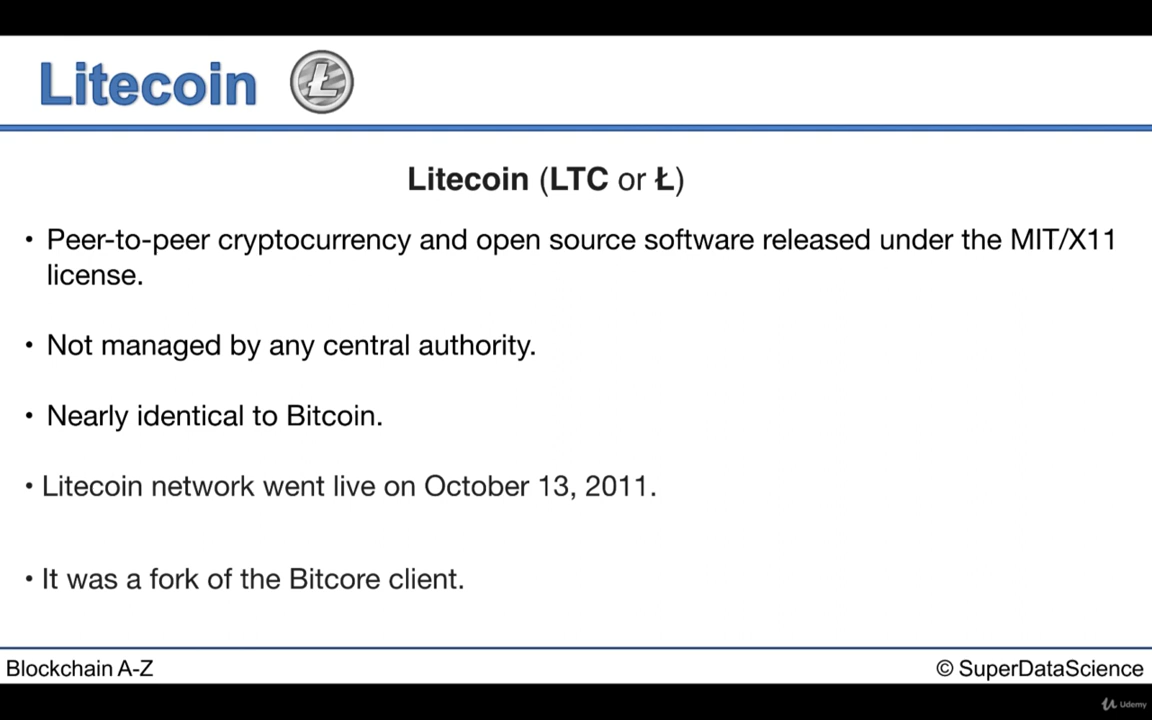 Litecoin
Litecoin (LTC or Ł)
• Peer-to-peer cryptocurrency and open source software released under the MIT/X11
license.
• Not managed by any central authority.
• Nearly identical to Bitcoin.
• Litecoin network went live on October 13, 2011.
• It was a fork of the Bitcore client.
Blockchain A-Z
© SuperDataScience
Udemy